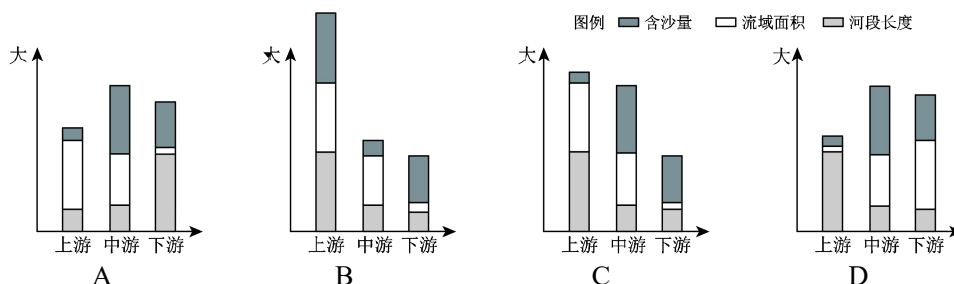 图例 含沙量 流域面积 河段长度
大 大 大 大
上游 中游 下游 上游 中游 下游 上游 中游 下游 上游 中游 下游
A B C D